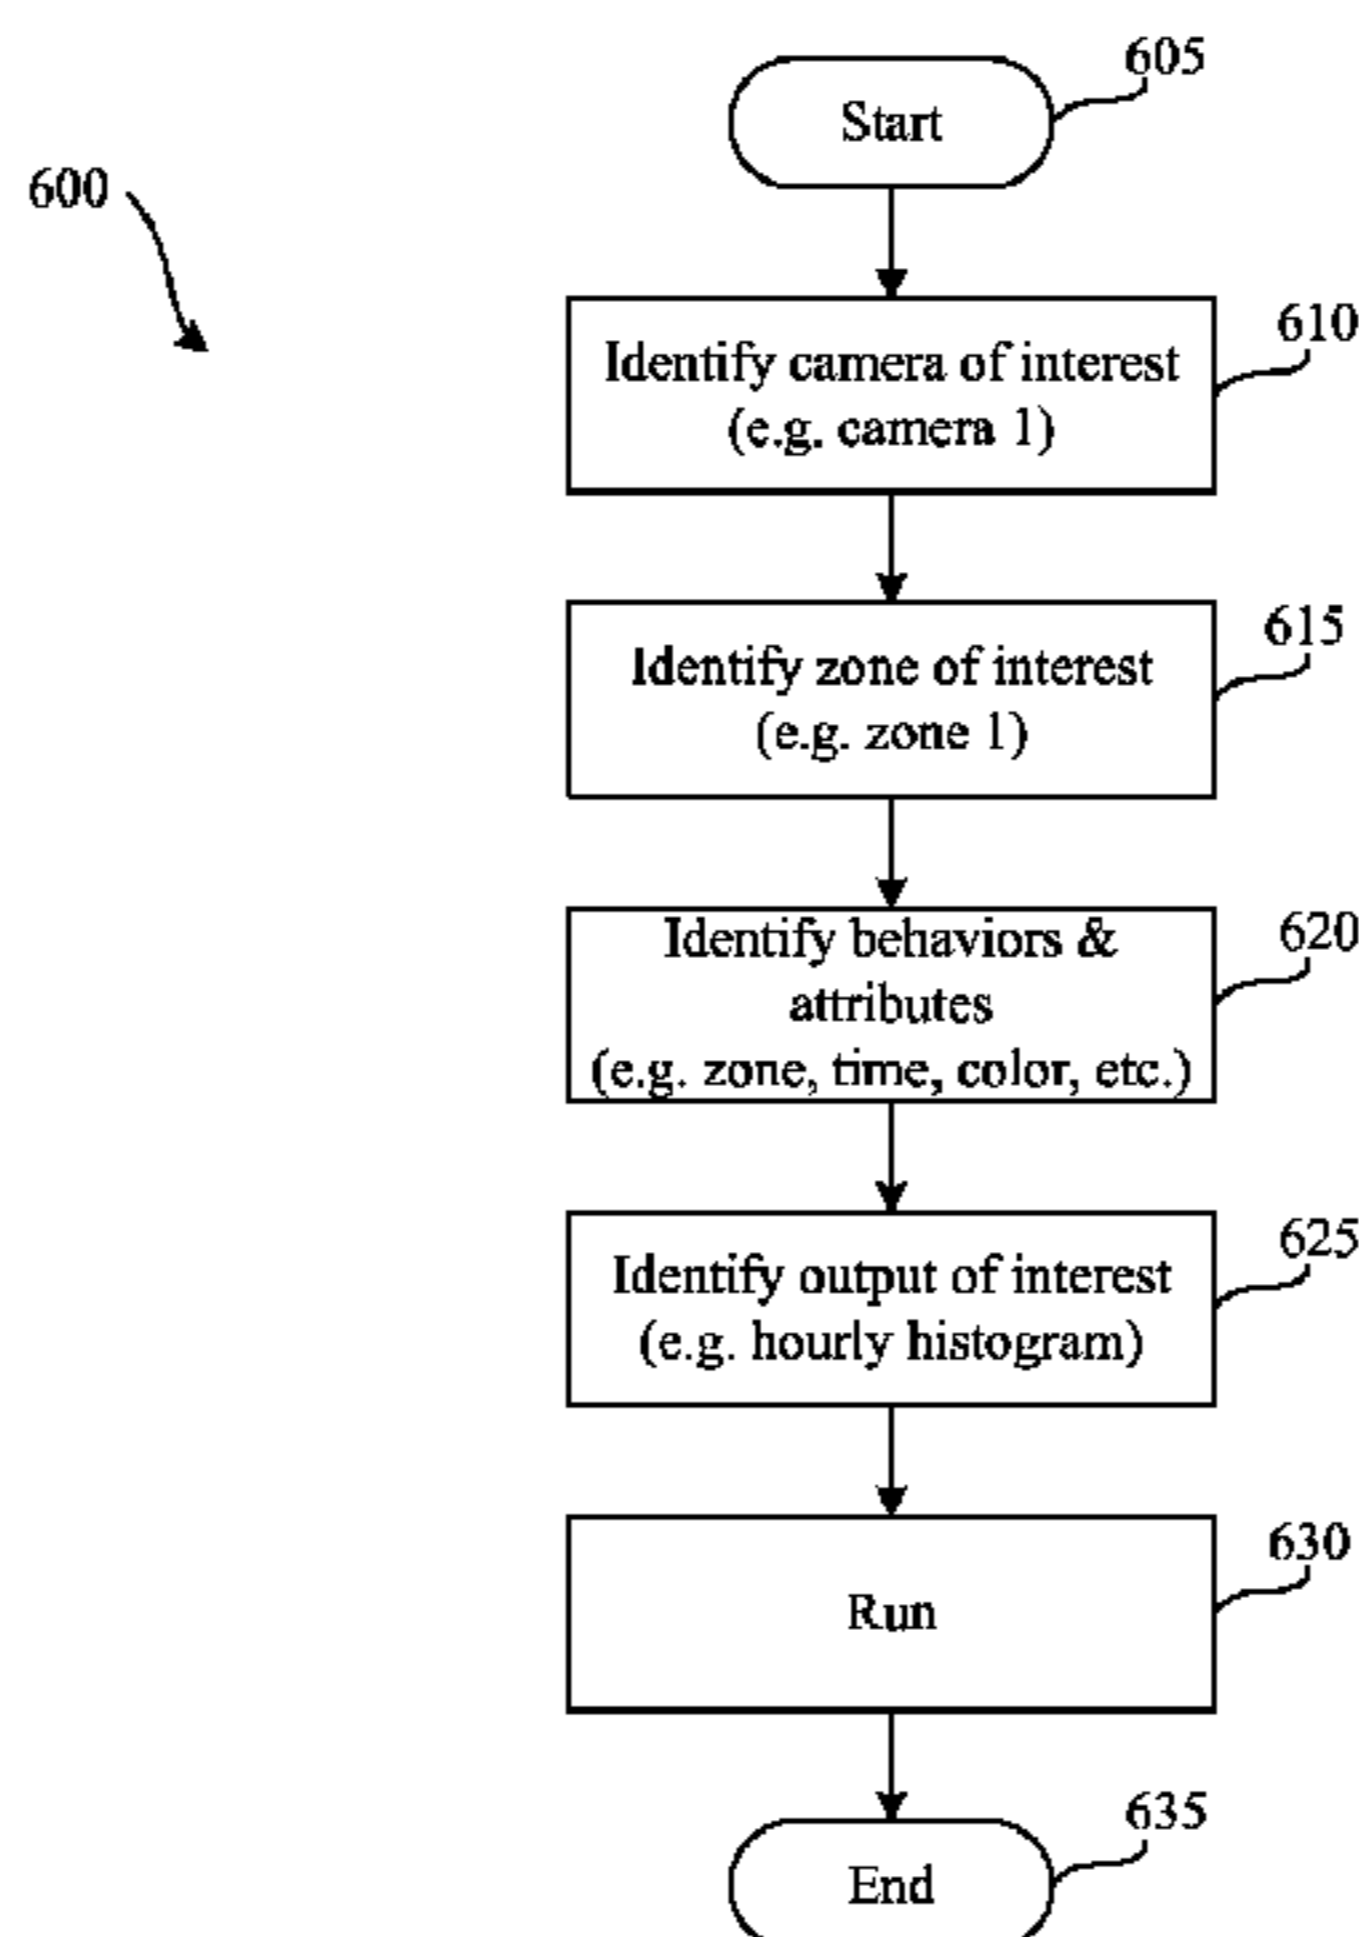 605
Start
600
610
Identify camera of interest
(e.g. camera 1)
615
Identify zone of interest
(e.g. zone 1)
620
Identify behaviors &
attributes
(e.g. zone, time, color, etc.)
625
Identify output of interest
(e.g. hourly histogram)
630
Run
635
End